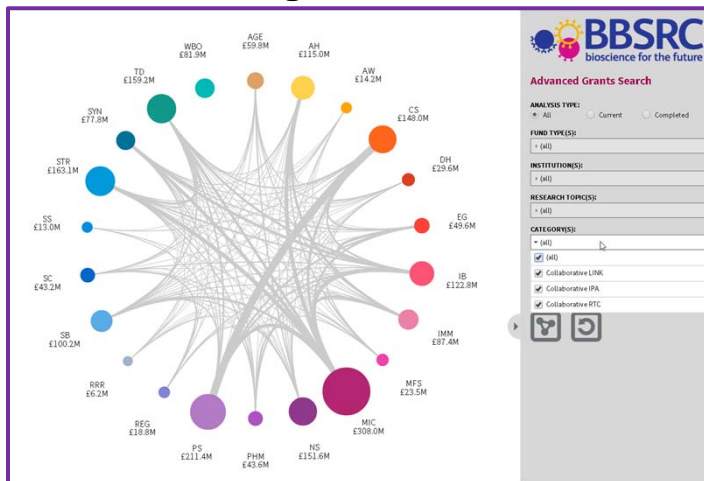 WBO
£81.9M
AGE
£59.8M
AH
£115.0M
AW
£14.2M
CS
£148.0M
DH
£29.6M
EG
£49.6M
IB
£122.8M
IMM
£87.4M
MFS
£23.5M
MIC
£308.0M
NS
£151.6M
PHM
£43.6M
PS
£211.4M
REG
£18.8M
RRR
£6.2M
SB
£100.2M
SC
£43.2M
SS
£13.0M
STR
£163.1M
SYN
£77.8M
TD
£159.2M
BBSRC
bioscience for the future
Advanced Grants Search
ANALYSIS TYPE:
All Current Completed
FUND TYPE(S):
(all)
INSTITUTION(S):
(all)
RESEARCH TOPIC(S):
(all)
CATEGORY(S):
(all)
(all)
Collaborative LINK
Collaborative IPA
Collaborative RTC